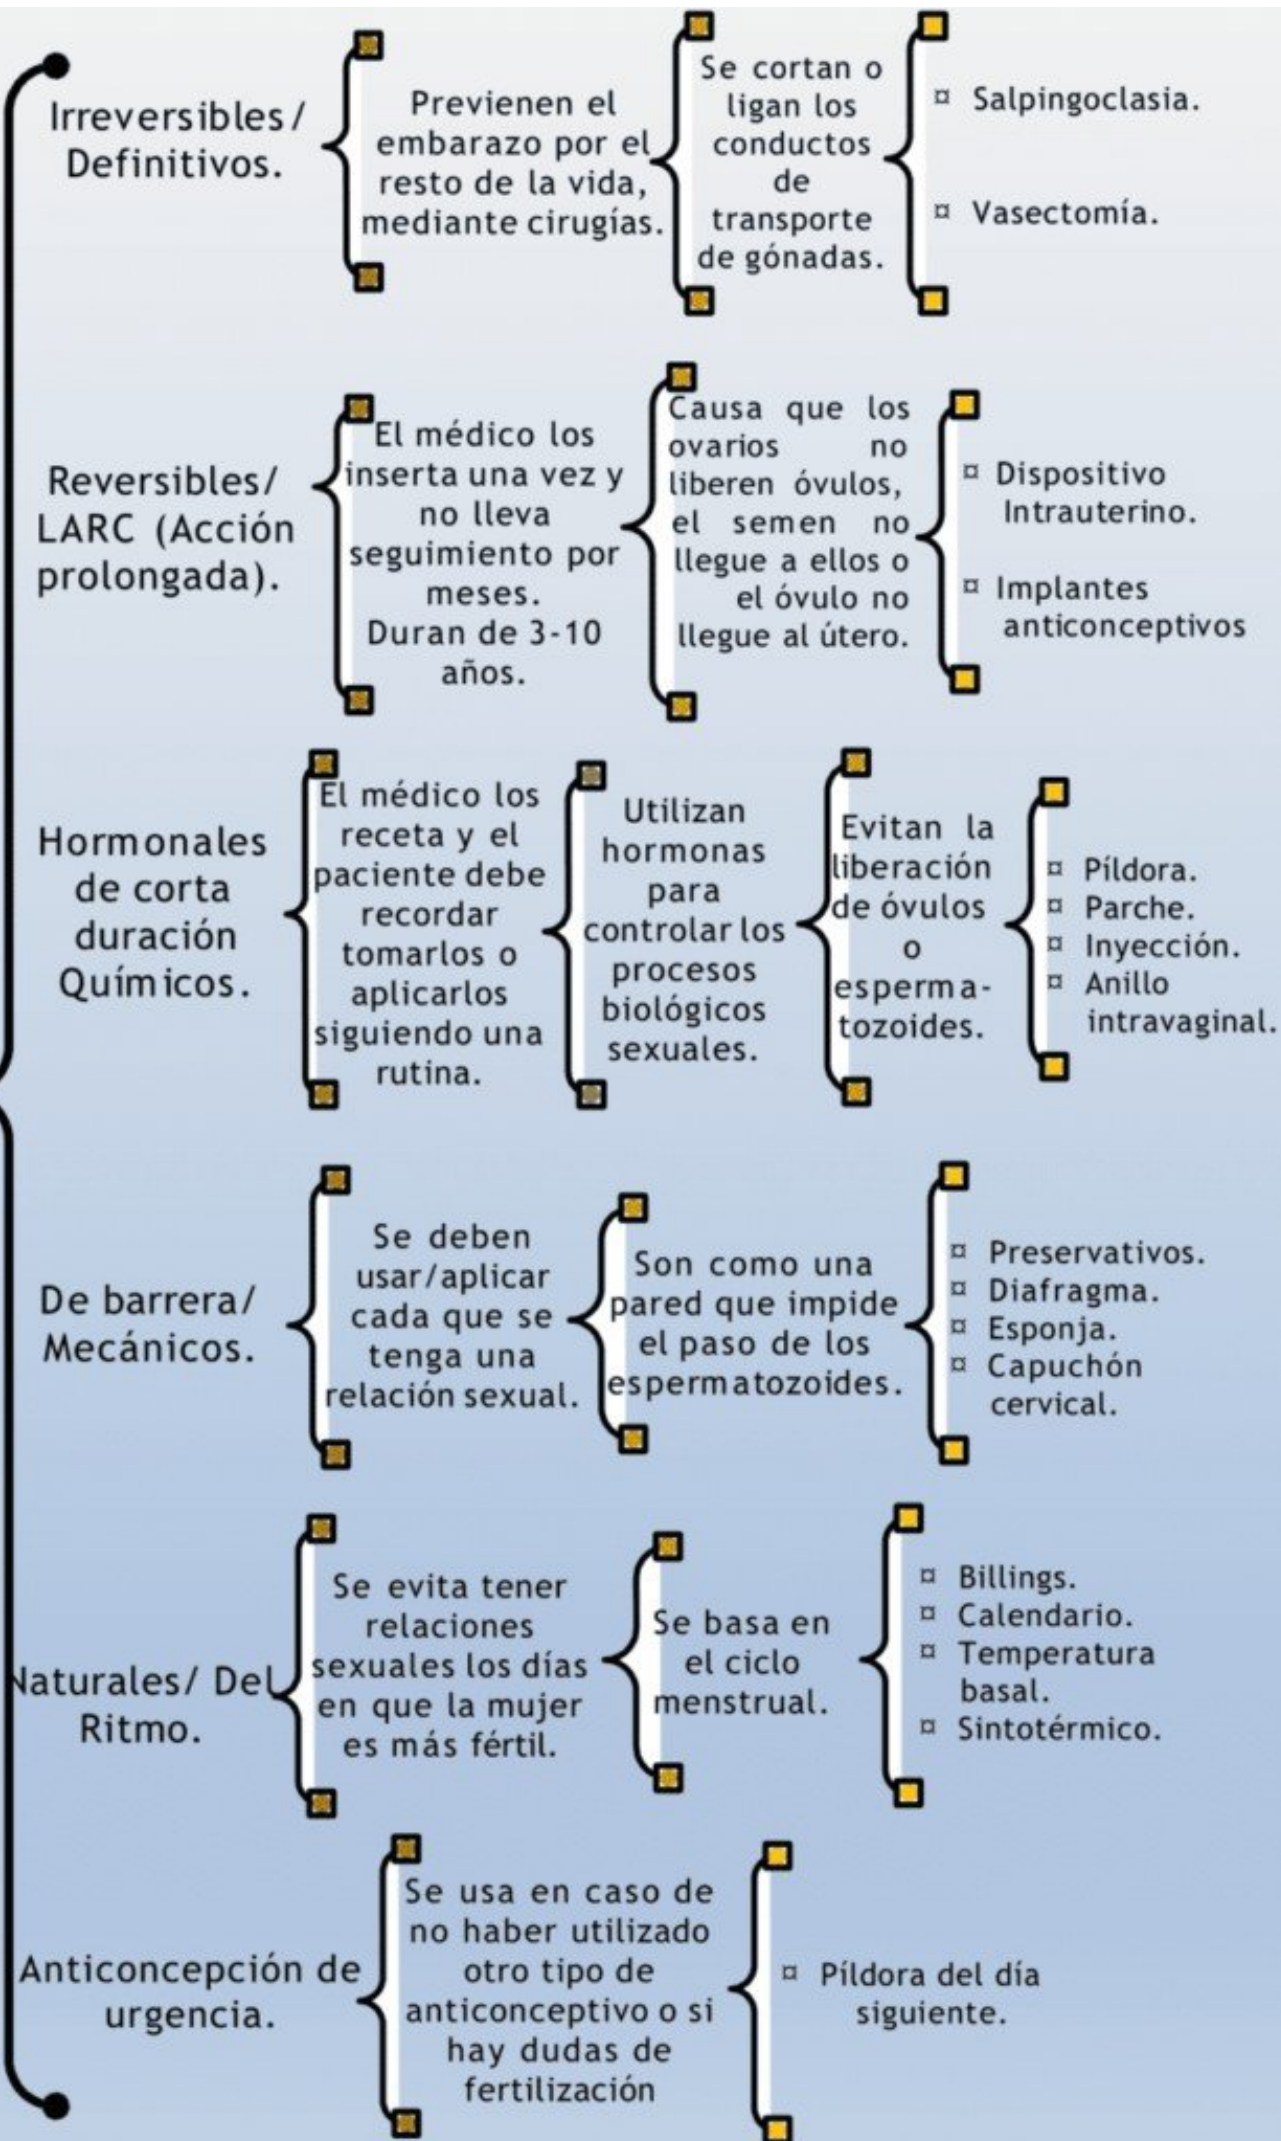 Irreversibles/
Definitivos.
Previenen el
embarazo por el
resto de la vida,
mediante cirugías.
Se cortan o
ligan los
conductos
de
transporte
de gónadas.
¤ Salpingoclasia.
¤ Vasectomía.
Reversibles/
LARC (Acción
prolongada).
El médico los
inserta una vez y
no lleva
seguimiento por
meses.
Duran de 3-10
años.
Causa que los
ovarios no
liberen óvulos,
el semen no
llegue a ellos o
el óvulo no
llegue al útero.
¤ Dispositivo
Intrauterino.
¤ Implantes
anticonceptivos
Hormonales
de corta
duración
Químicos.
El médico los
receta y el
paciente debe
recordar
tomarlos o
aplicarlos
siguiendo una
rutina.
Utilizan
hormonas
para
controlar los
procesos
biológicos
sexuales.
Evitan la
liberación
de óvulos
o
esperma-
tozoides.
¤ Píldora.
¤ Parche.
¤ Inyección.
¤ Anillo
intravaginal.
De barrera/
Mecánicos.
Se deben
usar/aplicar
cada que se
tenga una
relación sexual.
Son como una
pared que impide
el paso de los
espermatozoides.
¤ Preservativos.
¤ Diafragma.
¤ Esponja.
¤ Capuchón
cervical.
Naturales/ Del
Ritmo.
Se evita tener
relaciones
sexuales los días
en que la mujer
es más fértil.
Se basa en
el ciclo
menstrual.
¤ Billings.
¤ Calendario.
¤ Temperatura
basal.
¤ Sintotérmico.
Anticoncepción de
urgencia.
Se usa en caso de
no haber utilizado
otro tipo de
anticonceptivo o si
hay dudas de
fertilización
¤ Píldora del día
siguiente.